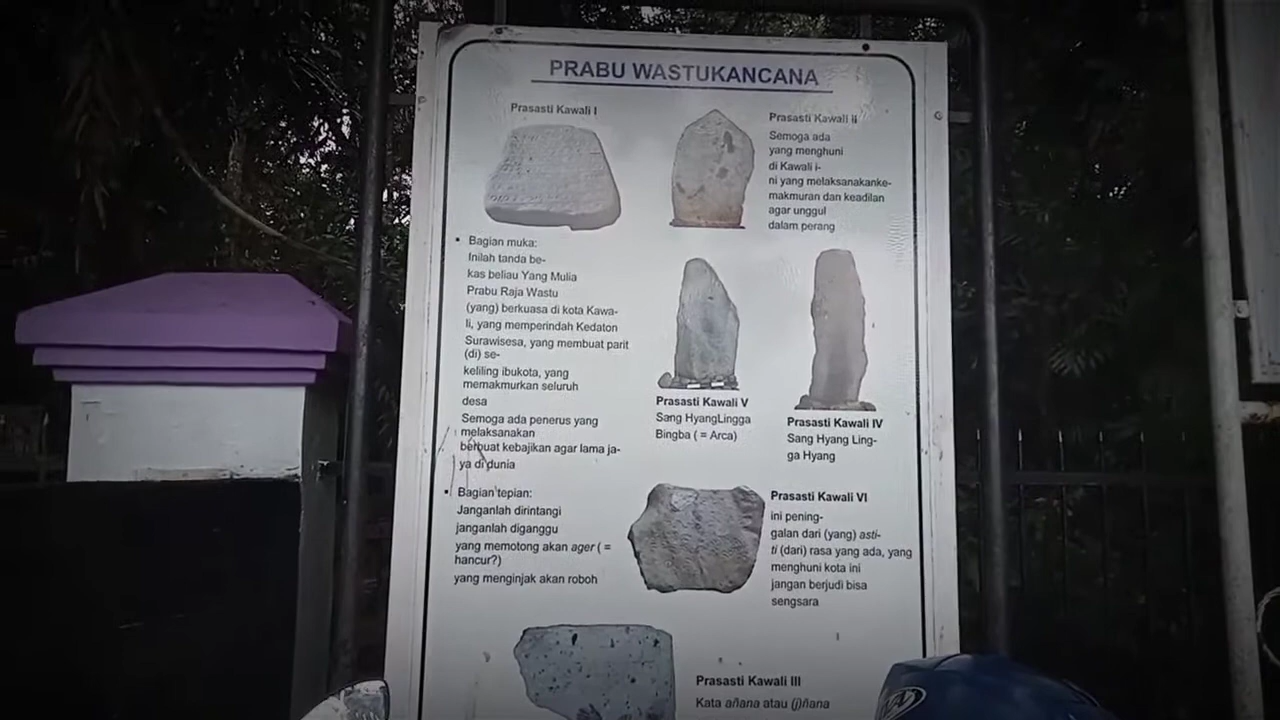 PRABU WASTUKANCANA
Prasasti Kawali I
Bagian muka:
Inilah tanda be-
kas beliau Yang Mulia
Prabu Raja Wastu
(yang) berkuasa di kota Kawa-
li, yang memperindah Kedaton
Surawisesa, yang membuat parit
(di) se-
keliling ibukota, yang
memakmurkan seluruh
desa
Semoga ada penerus yang
melaksanakan
berbuat kebajikan agar lama ja-
ya di dunia
Bagian tepian:
Janganlah dirintangi
janganlah diganggu
yang memotong akan ager ( =
hancur?)
yang menginjak akan roboh
Prasasti Kawali ii
Semoga ada
yang menghuni
di Kawali i-
ni yang melaksanakanke-
makmuran dan keadilan
agar unggul
dalam perang
Prasasti Kawali V
Sang HyangLingga
Bingba ( = Arca)
Prasasti Kawali IV
Sang Hyang Ling-
ga Hyang
Prasasti Kawali VI
ini pening-
galan dari (yang) asti-
ti (dari) rasa yang ada, yang
menghuni kota ini
jangan berjudi bisa
sengsara
Prasasti Kawali III
Kata añana atau (j)ñana